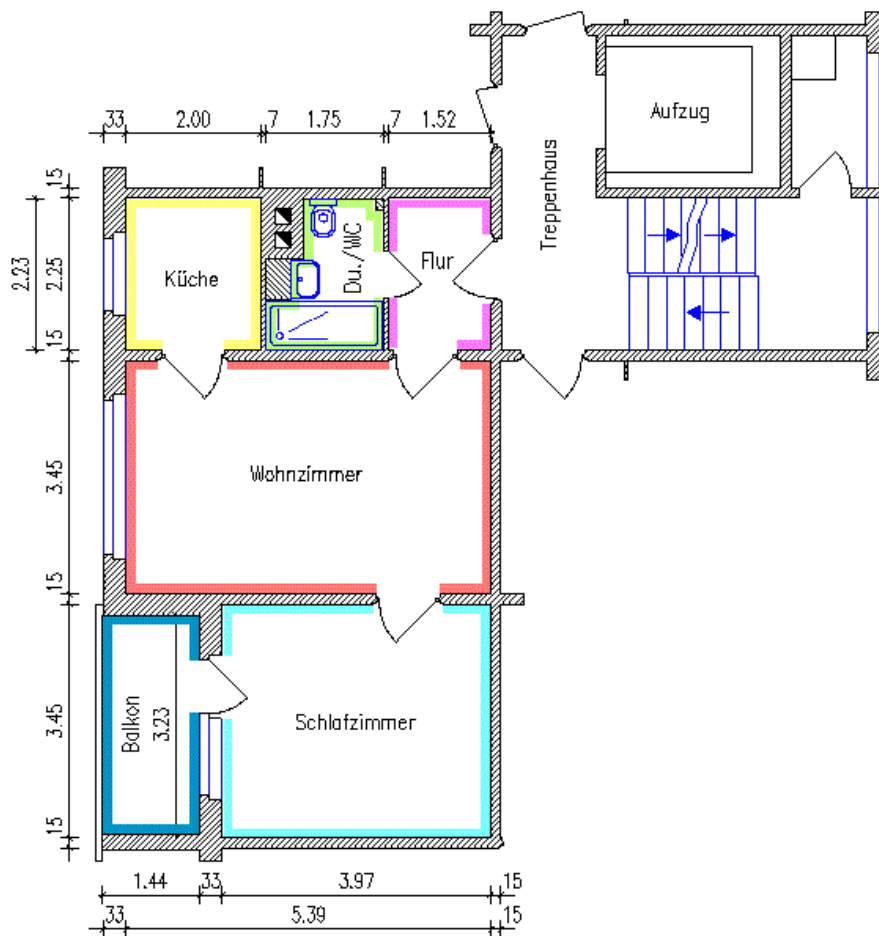 Aufzug
33
2.00
7
1.75
7
1.52
Treppenhaus
15
2.23
2.25
Küche
Du./WC
Flur
15
3.45
Wohnzimmer
15
3.45
Balkon
3.23
Schlafzimmer
15
1.44
33
3.97
15
33
5.39
15